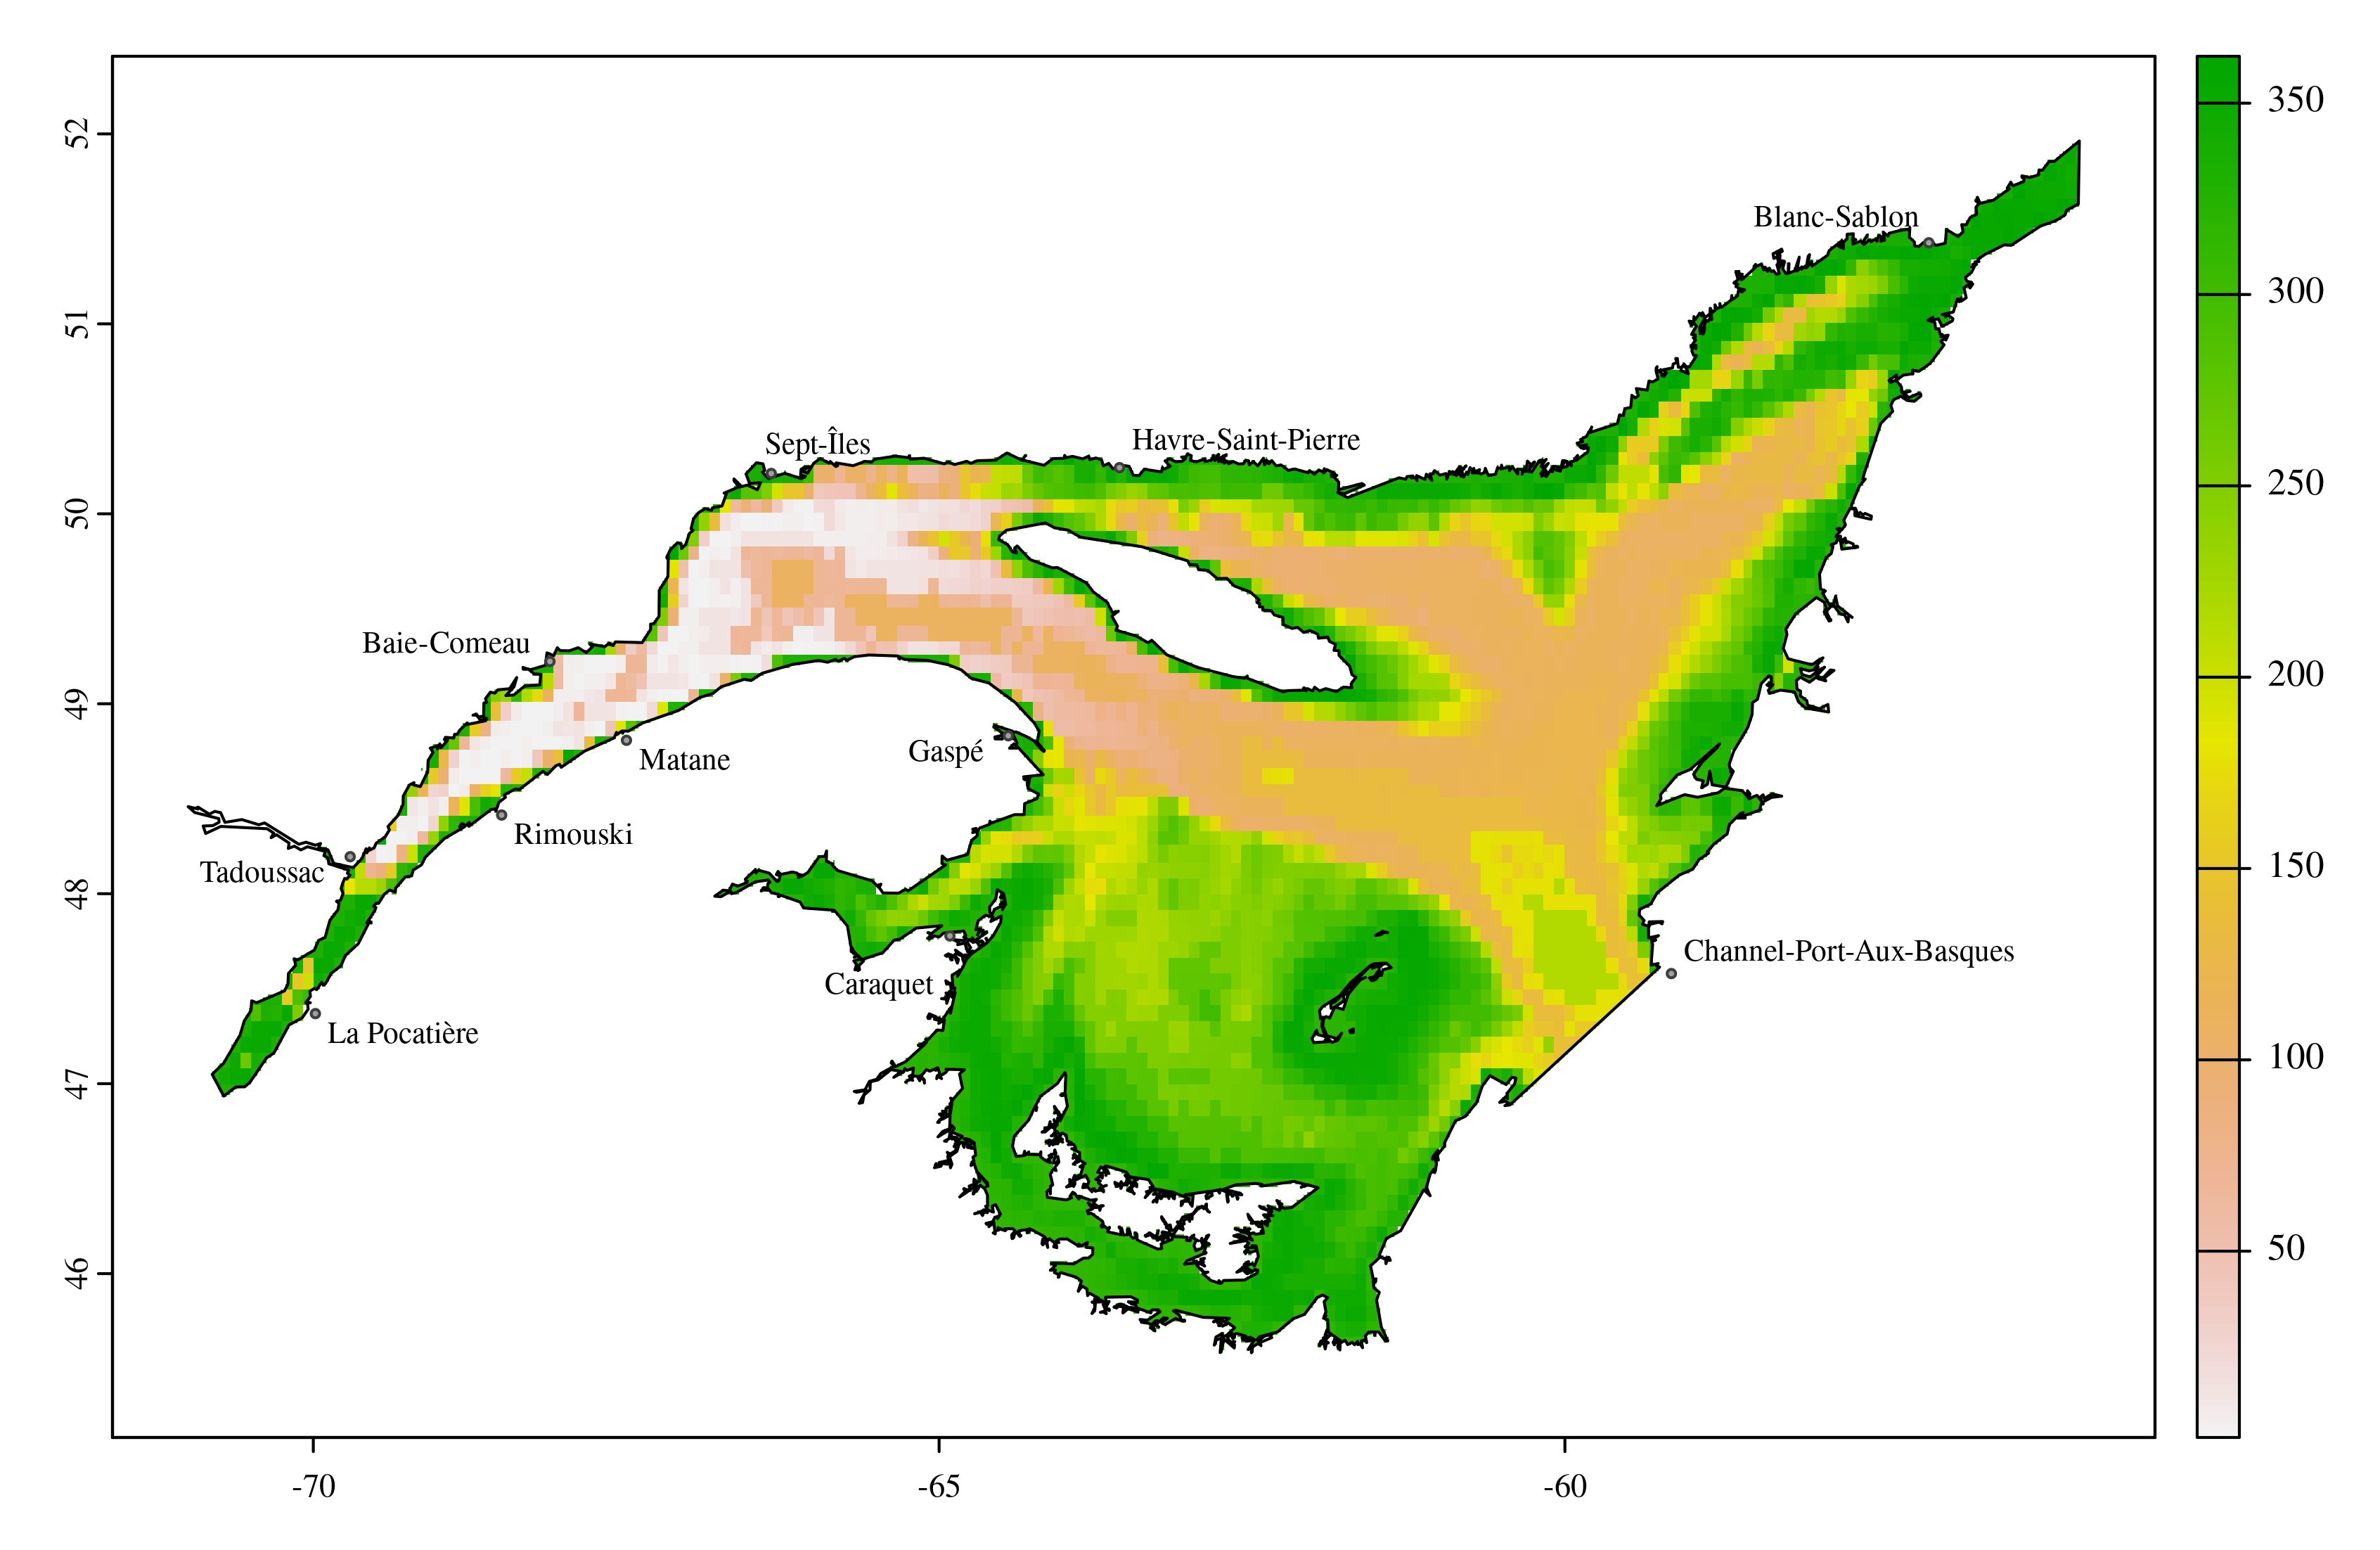 52
51
50
49
48
47
46
-70
-65
-60
Blanc-Sablon
Sept-Îles
Havre-Saint-Pierre
Baie-Comeau
Matane
Gaspé
Rimouski
Tadoussac
Channel-Port-Aux-Basques
Caraquet
La Pocatière
350
300
250
200
150
100
50